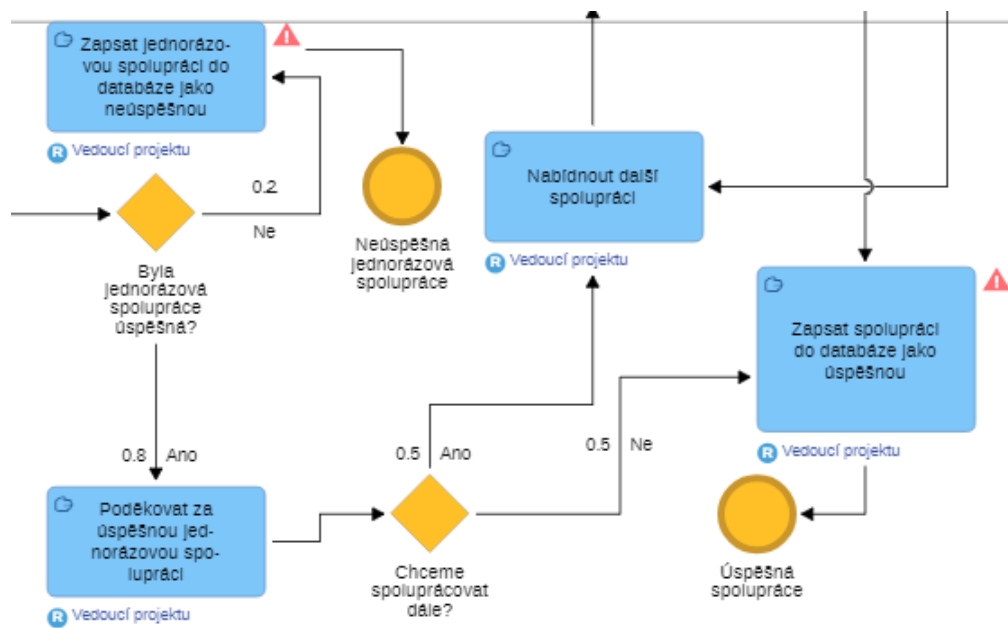 Zapsat jednorázo-
vou spolupráci do
databáze jako
neúspěšnou
R Vedoucí projektu
0.2
Ne
Byla
jednorázová
spolupráce
úspěšná?
Neúspěšná
jednorázová
spolupráce
Nabídnout další
spolupráci
R Vedoucí projektu
Zapsat spolupráci
do databáze jako
úspěšnou
R Vedoucí projektu
0.8 Ano
Poděkovat za
úspěšnou jed-
norázovou spo-
lupráci
R Vedoucí projektu
0.5 Ano
0.5 Ne
Chceme
spoluprácovat
dále?
Úspěšná
spolupráce